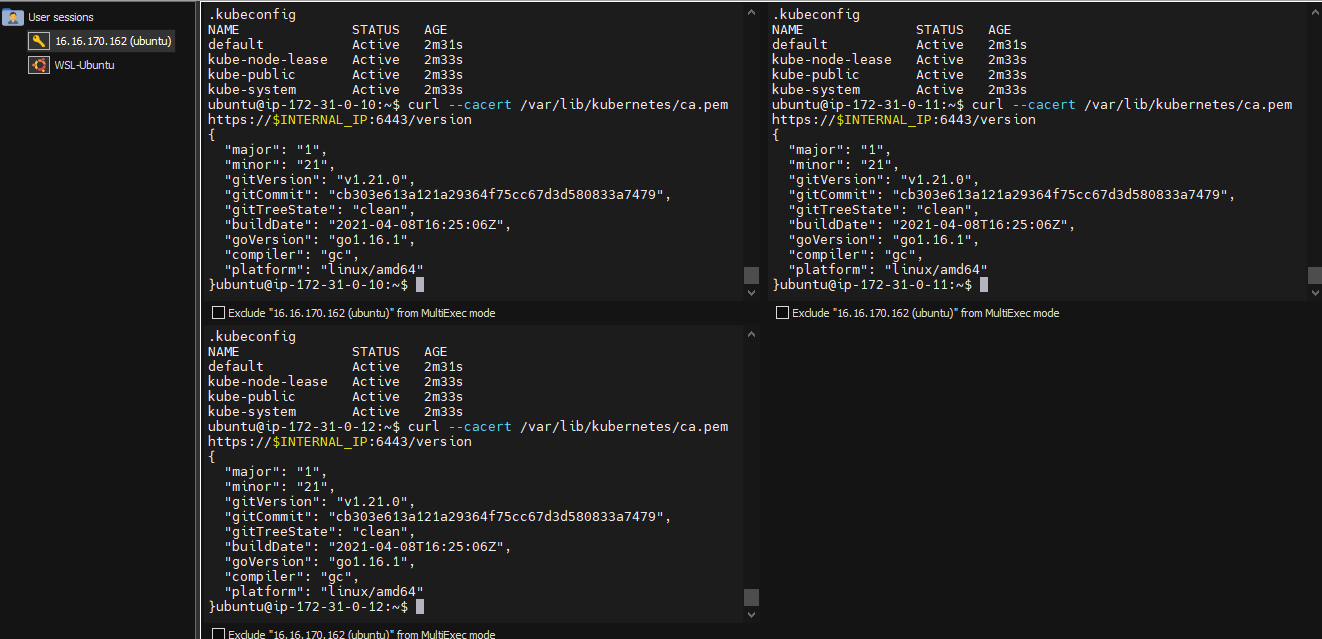 User sessions
16.16.170.162 (ubuntu)
WSL-Ubuntu
.kubeconfig
NAME STATUS AGE
default Active 2m31s
kube-node-lease Active 2m33s
kube-public Active 2m33s
kube-system Active 2m33s
ubuntu@ip-172-31-0-10:~$ curl --cacert /var/lib/kubernetes/ca.pem
https://$INTERNAL_IP:6443/version
{
"major": "1",
"minor": "21",
"gitVersion": "v1.21.0",
"gitCommit": "cb303e613a121a29364f75cc67d3d580833a7479",
"gitTreeState": "clean",
"buildDate": "2021-04-08T16:25:06Z",
"goVersion": "go1.16.1",
"compiler": "gc",
"platform": "linux/amd64"
}ubuntu@ip-172-31-0-10:~$
Exclude "16.16.170.162 (ubuntu)" from MultiExec mode
.kubeconfig
NAME STATUS AGE
default Active 2m31s
kube-node-lease Active 2m33s
kube-public Active 2m33s
kube-system Active 2m33s
ubuntu@ip-172-31-0-11:~$ curl --cacert /var/lib/kubernetes/ca.pem
https://$INTERNAL_IP:6443/version
{
"major": "1",
"minor": "21",
"gitVersion": "v1.21.0",
"gitCommit": "cb303e613a121a29364f75cc67d3d580833a7479",
"gitTreeState": "clean",
"buildDate": "2021-04-08T16:25:06Z",
"goVersion": "go1.16.1",
"compiler": "gc",
"platform": "linux/amd64"
}ubuntu@ip-172-31-0-11:~$
Exclude "16.16.170.162 (ubuntu)" from MultiExec mode
.kubeconfig
NAME STATUS AGE
default Active 2m31s
kube-node-lease Active 2m33s
kube-public Active 2m33s
kube-system Active 2m33s
ubuntu@ip-172-31-0-12:~$ curl --cacert /var/lib/kubernetes/ca.pem
https://$INTERNAL_IP:6443/version
{
"major": "1",
"minor": "21",
"gitVersion": "v1.21.0",
"gitCommit": "cb303e613a121a29364f75cc67d3d580833a7479",
"gitTreeState": "clean",
"buildDate": "2021-04-08T16:25:06Z",
"goVersion": "go1.16.1",
"compiler": "gc",
"platform": "linux/amd64"
}ubuntu@ip-172-31-0-12:~$
Exclude "16.16.170.162 (ubuntu)" from MultiExec mode